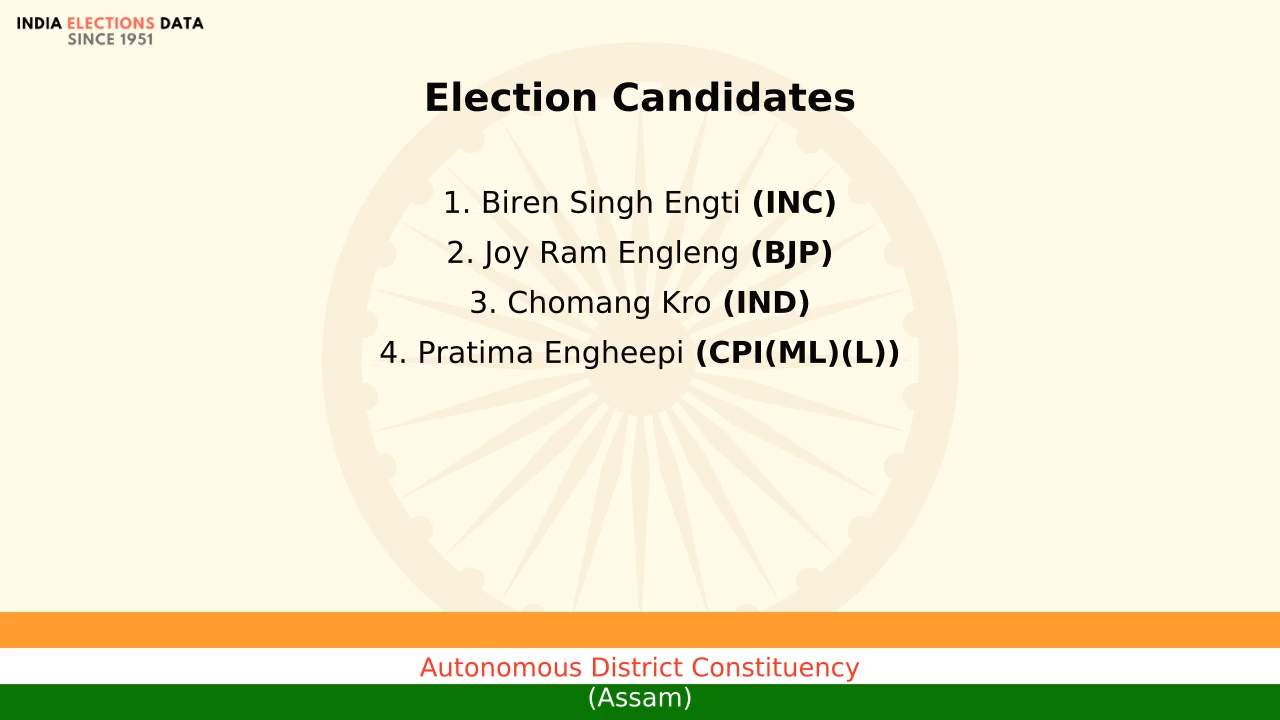 INDIA ELECTIONS DATA
SINCE 1951
Election Candidates
1. Biren Singh Engti (INC)
2. Joy Ram Engleng (BJP)
3. Chomang Kro (IND)
4. Pratima Engheepi (CPI(ML)(L))
Autonomous District Constituency
(Assam)